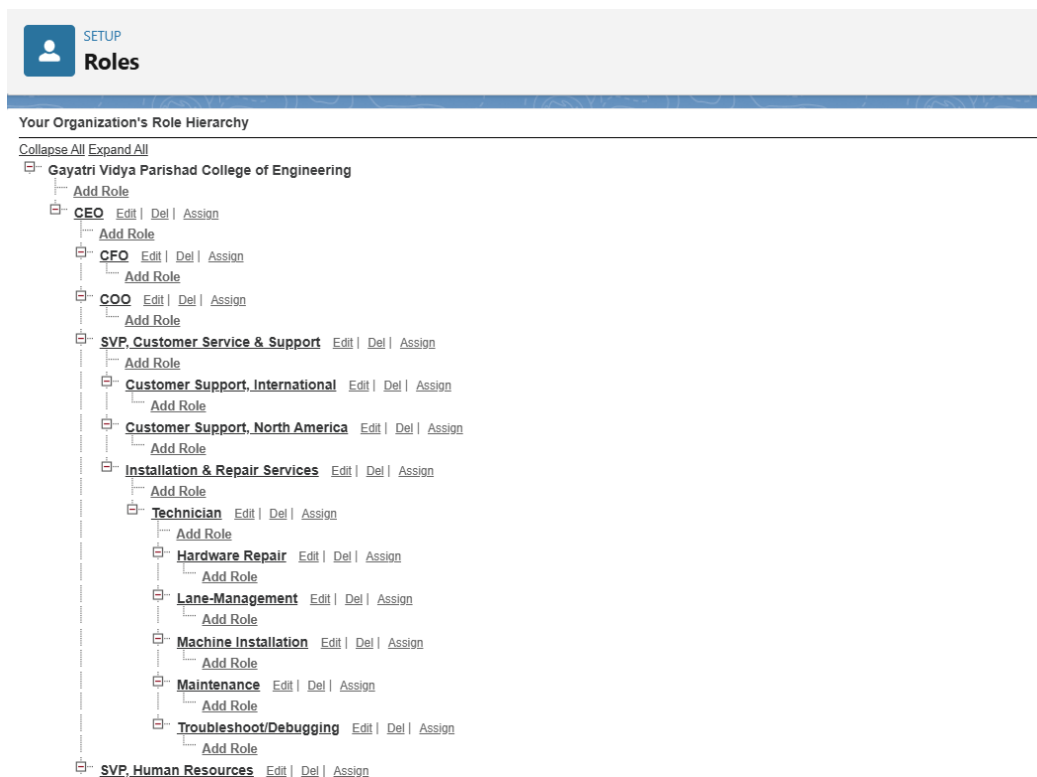 SETUP
Roles
Your Organization's Role Hierarchy
Collapse All Expand All
Gayatri Vidya Parishad College of Engineering
Add Role
CEO Edit | Del | Assign
Add Role
CFO Edit | Del | Assign
Add Role
COO Edit | Del | Assign
Add Role
SVP, Customer Service & Support Edit | Del | Assign
Add Role
Customer Support, International Edit | Del | Assign
Add Role
Customer Support, North America Edit | Del | Assign
Add Role
Installation & Repair Services Edit | Del | Assign
Add Role
Technician Edit | Del | Assign
Add Role
Hardware Repair Edit | Del | Assign
Add Role
Lane-Management Edit | Del | Assign
Add Role
Machine Installation Edit | Del | Assign
Add Role
Maintenance Edit | Del | Assign
Add Role
Troubleshoot/Debugging Edit | Del | Assign
Add Role
SVP, Human Resources Edit | Del | Assign